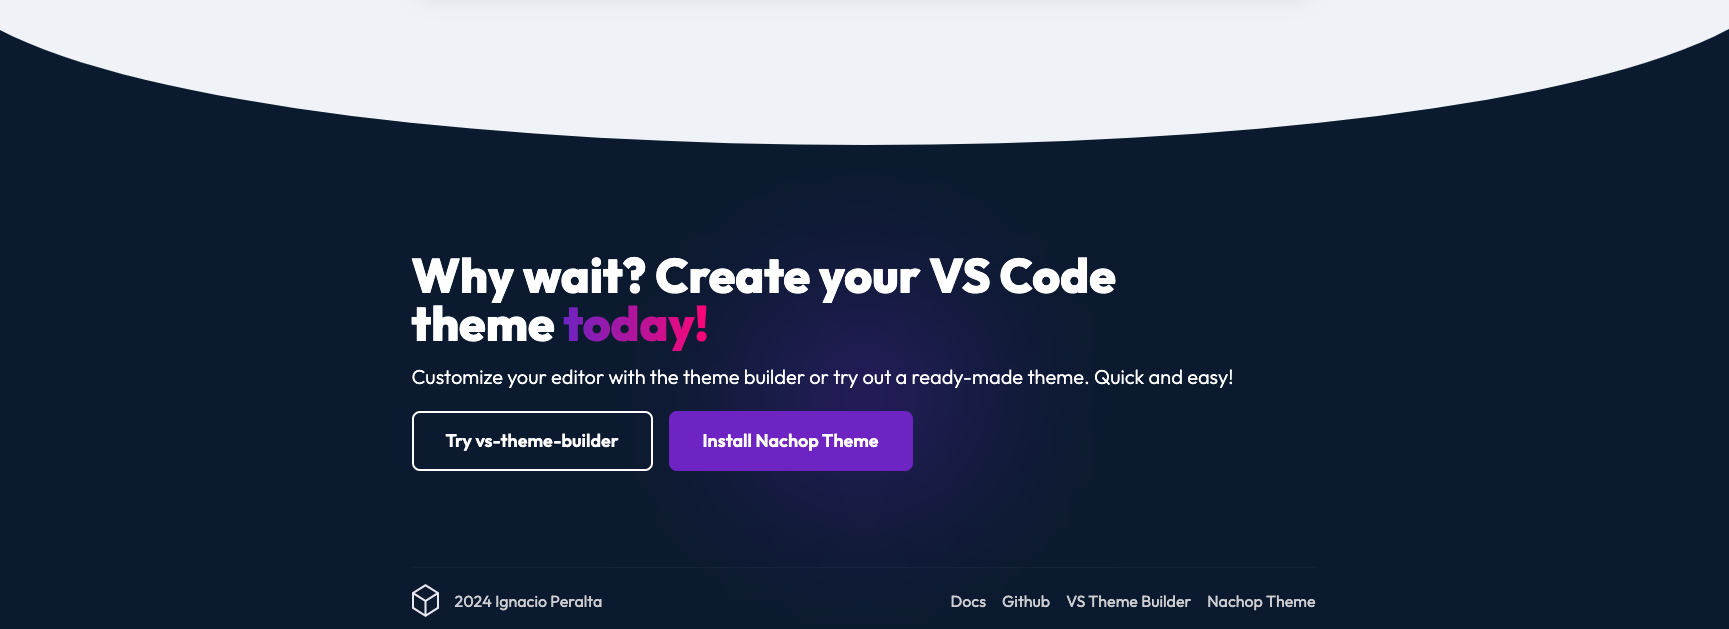 Why wait? Create your VS Code
theme today!
Customize your editor with the theme builder or try out a ready-made theme. Quick and easy!
Try vs-theme-builder
Install Nachop Theme
2024 Ignacio Peralta
Docs Github VS Theme Builder Nachop Theme